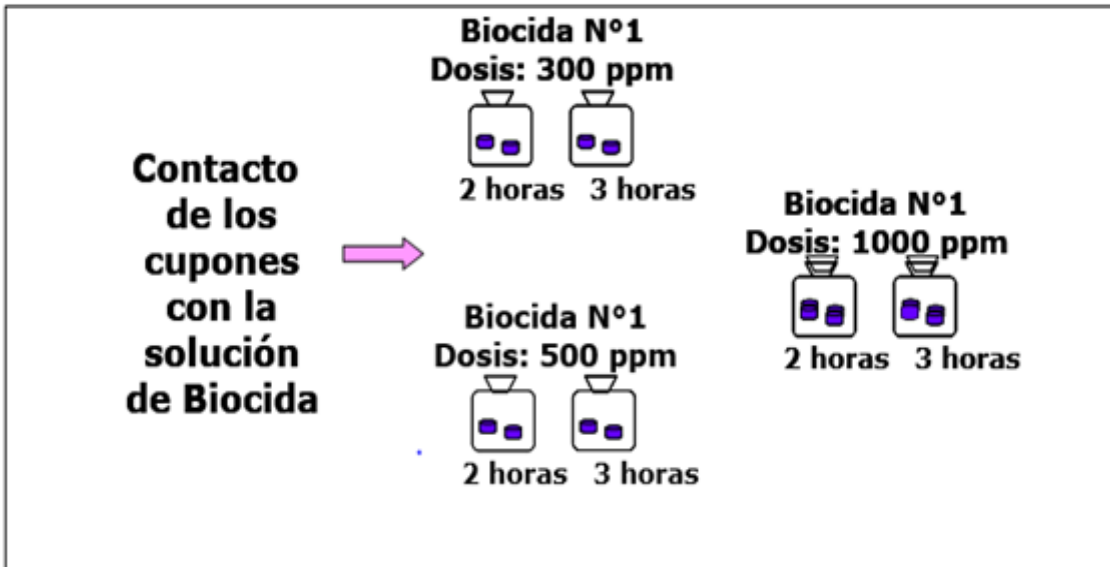 Contacto
de los
cupones
con la
solución
de Biocida
Biocida N°1
Dosis: 300 ppm
2 horas 3 horas
Biocida N°1
Dosis: 500 ppm
2 horas 3 horas
Biocida N°1
Dosis: 1000 ppm
2 horas 3 horas